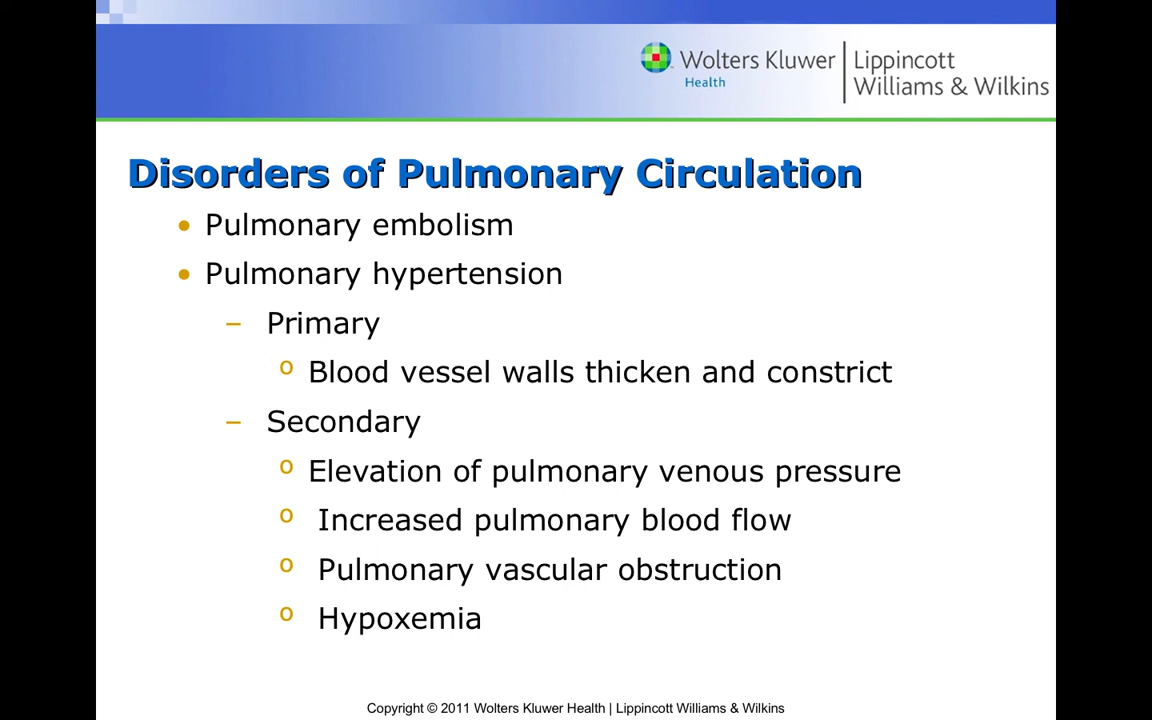 Wolters Kluwer
Health
Lippincott
Williams & Wilkins
Disorders of Pulmonary Circulation
• Pulmonary embolism
• Pulmonary hypertension
– Primary
o Blood vessel walls thicken and constrict
– Secondary
o Elevation of pulmonary venous pressure
o Increased pulmonary blood flow
o Pulmonary vascular obstruction
o Hypoxemia
Copyright © 2011 Wolters Kluwer Health | Lippincott Williams & Wilkins